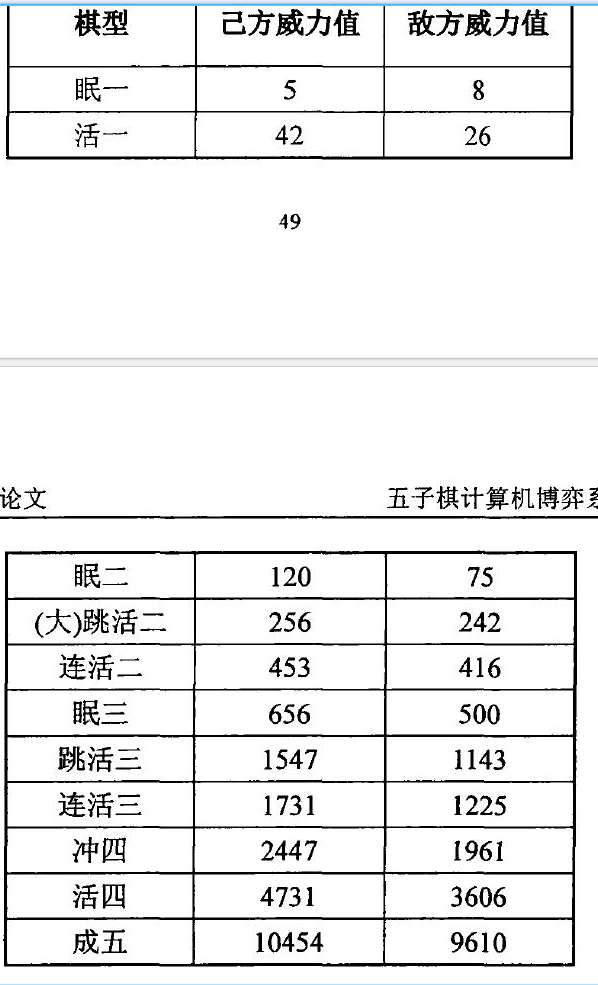 棋型 己方威力值 敌方威力值
眠一 5 8
活一 42 26
49
论文 五子棋计算机博弈系
眠二 120 75
(大)跳活二 256 242
连活二 453 416
眠三 656 500
跳活三 1547 1143
连活三 1731 1225
冲四 2447 1961
活四 4731 3606
成五 10454 9610